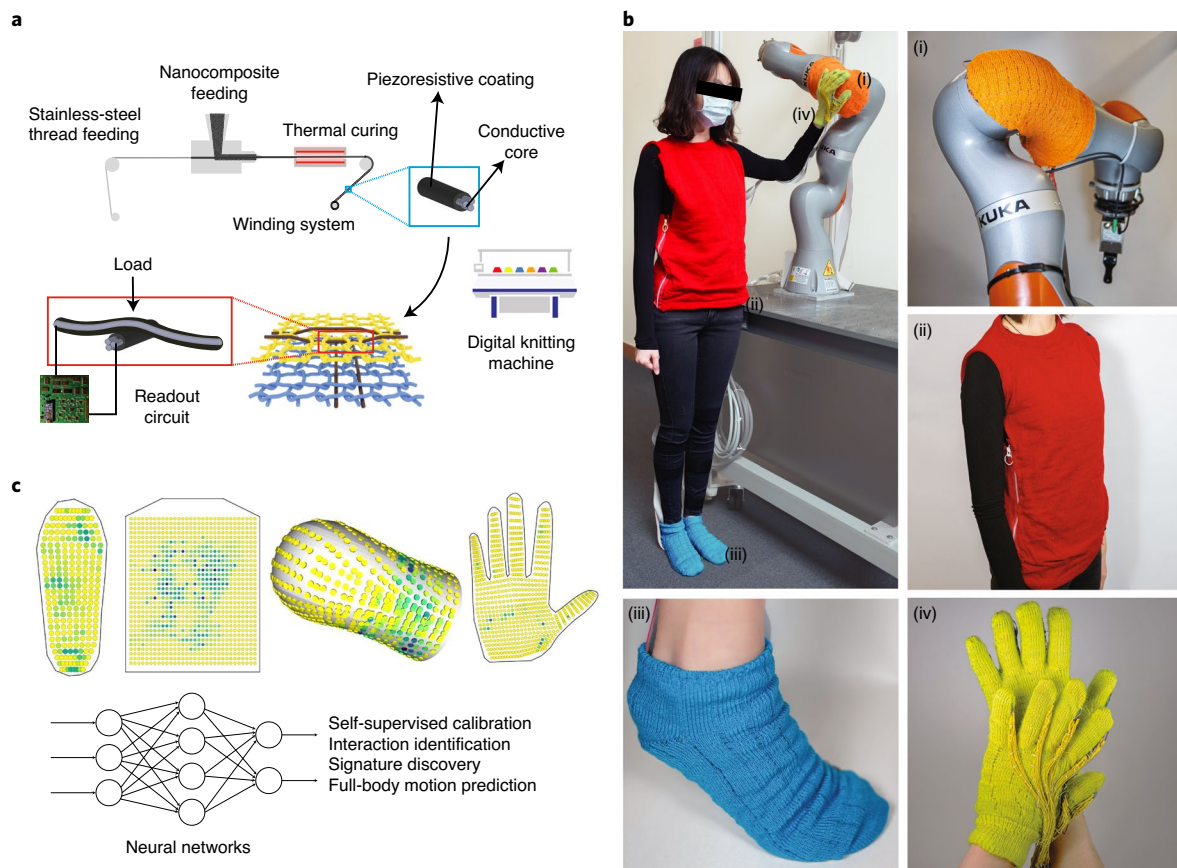 a
Nanocomposite
feeding
Stainless-steel
thread feeding
Thermal curing
Piezoresistive coating
Conductive
core
Winding system
Load
Readout
circuit
Digital knitting
machine
b
(i)
(iv)
KUKA
(ii)
(iii)
(i)
KUKA
(ii)
(iii)
(iv)
c
Self-supervised calibration
Interaction identification
Signature discovery
Full-body motion prediction
Neural networks